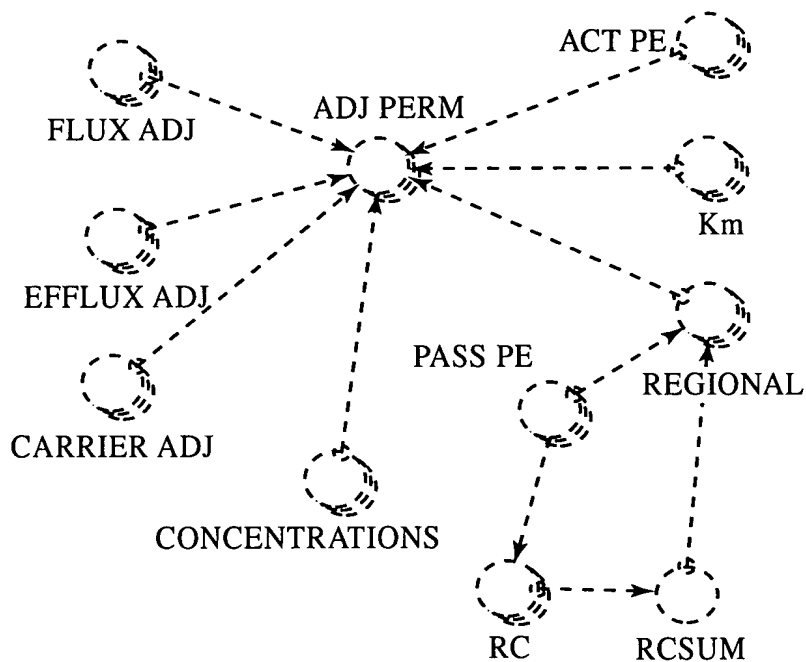 ACT PE
ADJ PERM
FLUX ADJ
Km
EFFLUX ADJ
PASS PE
REGIONAL
CARRIER ADJ
CONCENTRATIONS
RC
RCSUM